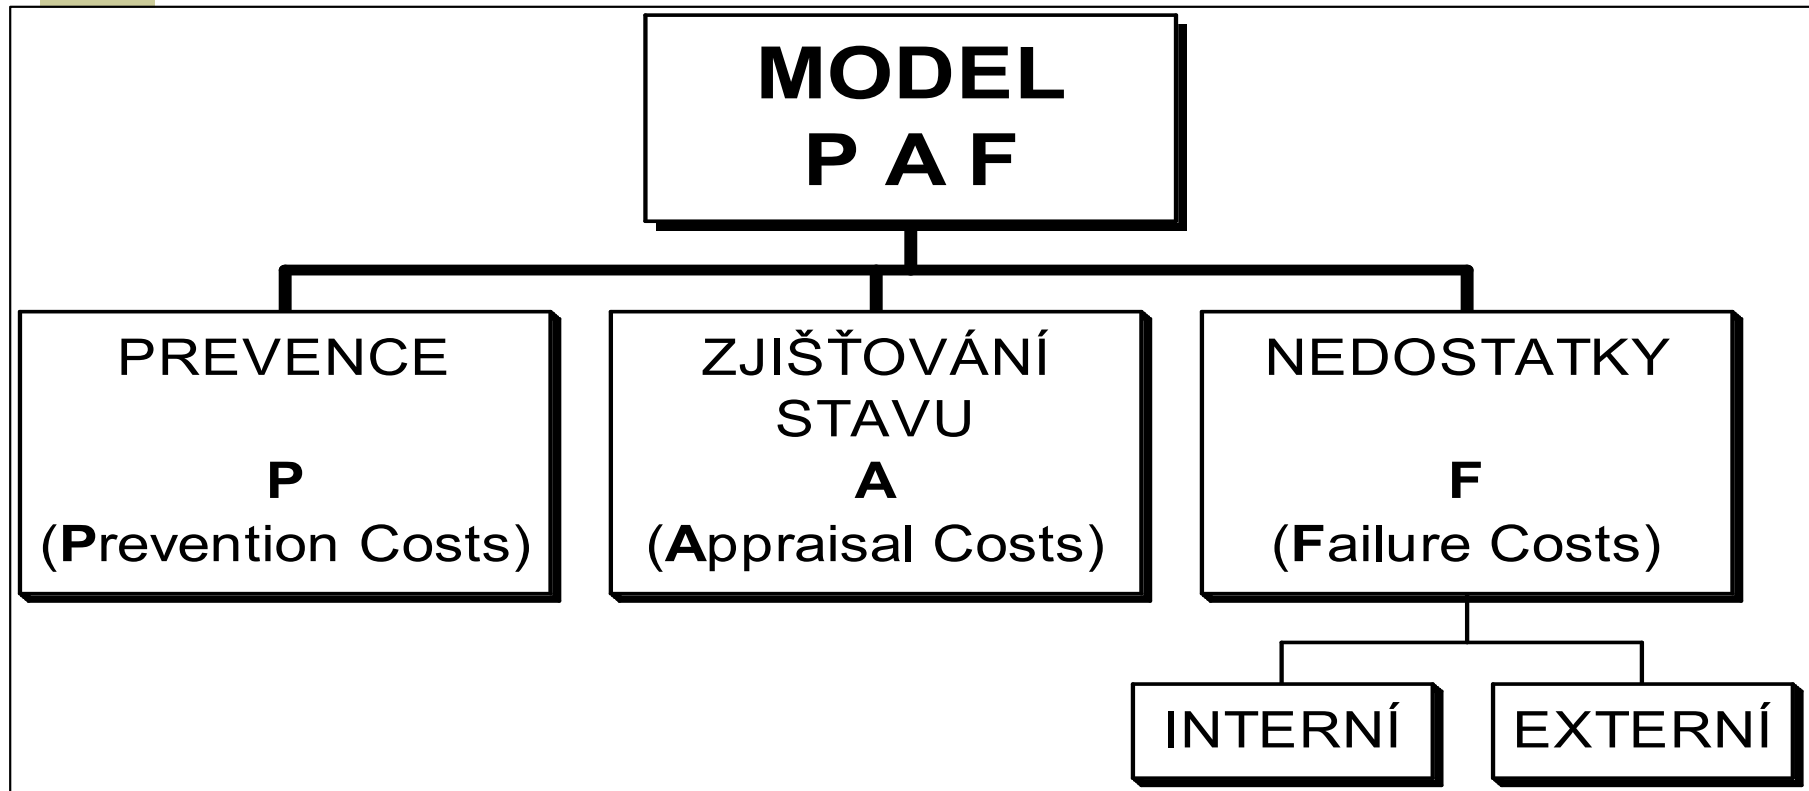 MODEL
P A F
PREVENCE
P
(Prevention Costs)
ZJIŠŤOVÁNÍ
STAVU
A
(Appraisal Costs)
NEDOSTATKY
F
(Failure Costs)
INTERNÍ
EXTERNÍ